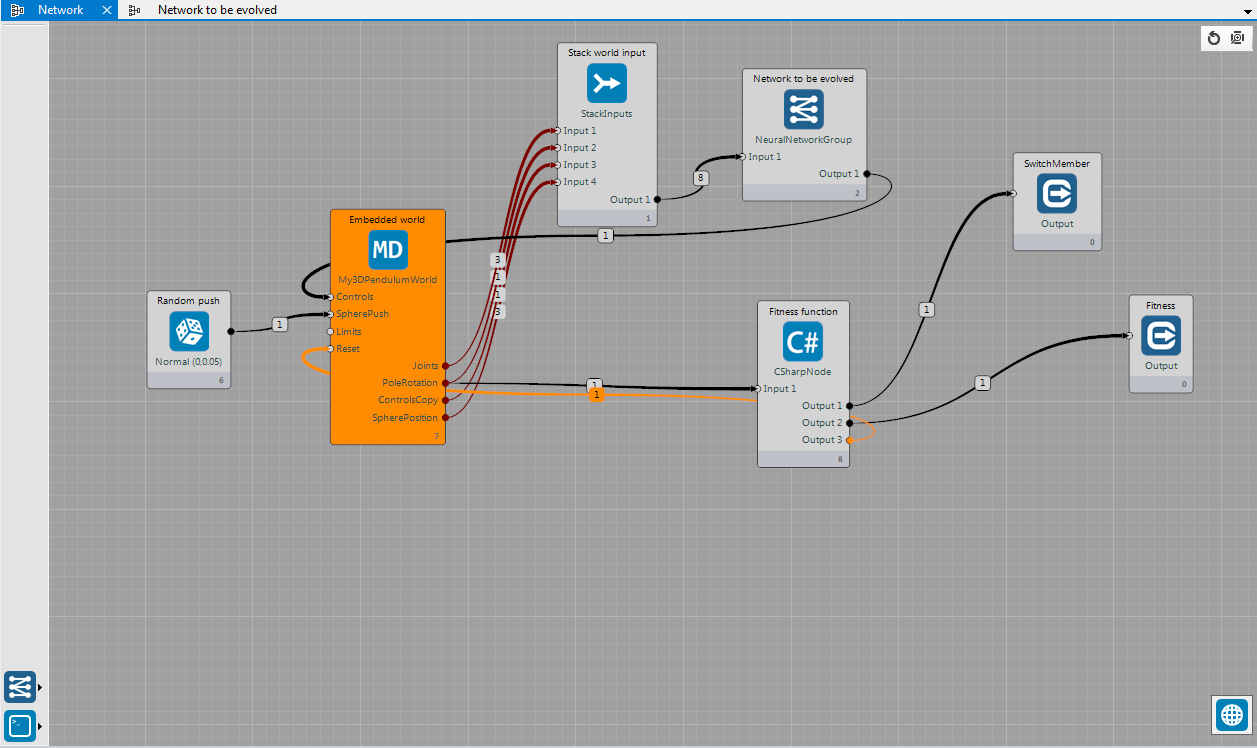 Network
Network to be evolved
Stack world input
StackInputs
Input 1
Input 2
Input 3
Input 4
Output 1
1
Network to be evolved
NeuralNetworkGroup
Input 1
Output 1
2
8
1
SwitchMember
Output
0
Embedded world
MD
My3DPendulumWorld
Controls
SpherePush
Limits
Reset
Joints
PoleRotation
ControlsCopy
SpherePosition
7
3
1
1
3
Random push
Normal (0,0.05)
6
1
1
1
Fitness function
C#
CSharpNode
Input 1
Output 1
Output 2
Output 3
8
1
1
Fitness
Output
0